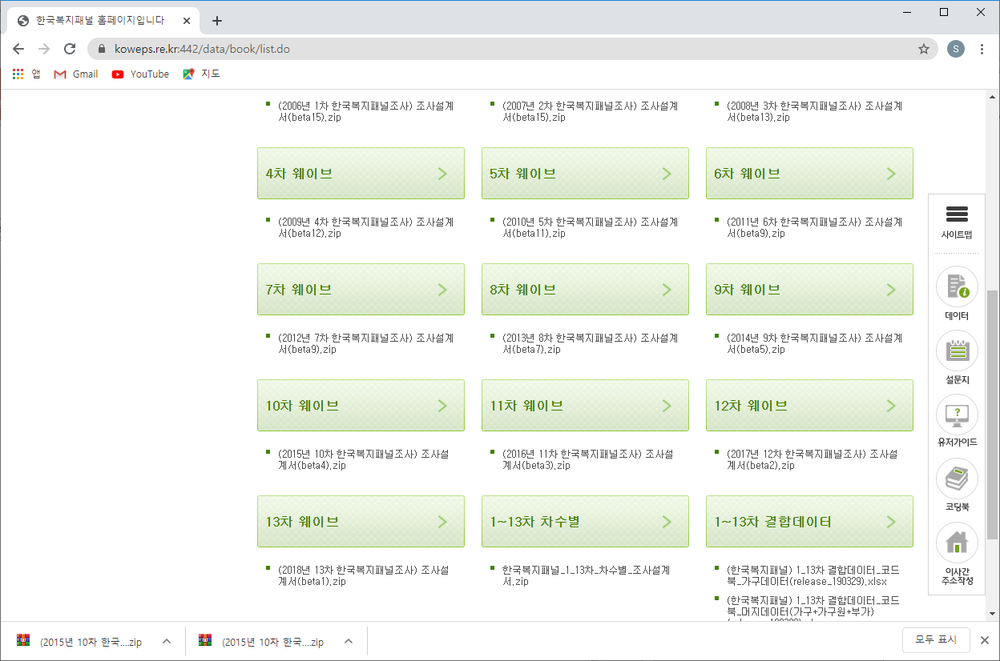 한국복지패널 홈페이지입니다
koweps.re.kr:442/data/book/list.do
S
앱 Gmail YouTube 지도
(2006년 1차 한국복지패널조사) 조사설계
서(beta15).zip
(2007년 2차 한국복지패널조사) 조사설계
서(beta15).zip
(2008년 3차 한국복지패널조사) 조사설계
서(beta13).zip
4차 웨이브
5차 웨이브
6차 웨이브
(2009년 4차 한국복지패널조사) 조사설계
서(beta12).zip
(2010년 5차 한국복지패널조사) 조사설계
서(beta11).zip
(2011년 6차 한국복지패널조사) 조사설계
서(beta9).zip
7차 웨이브
8차 웨이브
9차 웨이브
(2012년 7차 한국복지패널조사) 조사설계
서(beta9).zip
(2013년 8차 한국복지패널조사) 조사설계
서(beta7).zip
(2014년 9차 한국복지패널조사) 조사설계
서(beta5).zip
10차 웨이브
11차 웨이브
12차 웨이브
(2015년 10차 한국복지패널조사) 조사설
계서(beta4).zip
(2016년 11차 한국복지패널조사) 조사설
계서(beta3).zip
(2017년 12차 한국복지패널조사) 조사설
계서(beta2).zip
13차 웨이브
1~13차 차수별
1~13차 결합데이터
(2018년 13차 한국복지패널조사) 조사설
계서(beta1).zip
한국복지패널_1_13차_차수별_조사설계
서.zip
(한국복지패널) 1_13차 결합데이터_코드
북_가구데이터(release_190329).xlsx
(한국복지패널) 1_13차 결합데이터_코드
북_머지데이터(가구+가구원+부가)
사이트맵
데이터
설문지
?
유저가이드
코딩북
이사간
주소작성
(2015년 10차 한국....zip
(2015년 10차 한국....zip
모두 표시